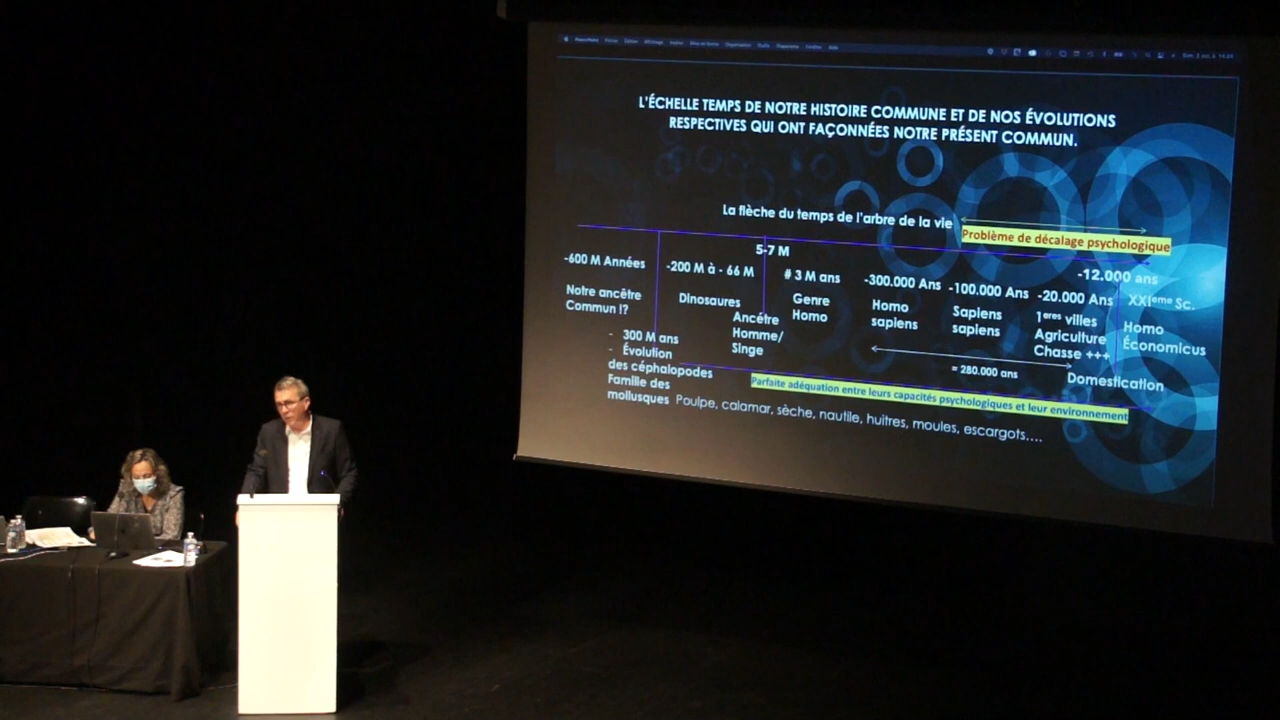 L'ÉCHELLE TEMPS DE NOTRE HISTOIRE COMMUNE ET DE NOS ÉVOLUTIONS
RESPECTIVES QUI ONT FAÇONNÉES NOTRE PRÉSENT COMMUN.
La flèche du temps de l'arbre de la vie
Problème de décalage psychologique
5-7 M
-600 M Années
-200 M à - 66 M
# 3 M ans
-300.000 Ans
-100.000 Ans
-20.000 Ans
-12.000 ans
XXIeme Sc.
Notre ancêtre
Commun !?
Dinosaures
Ancêtre
Homme/
Singe
Genre
Homo
Homo
sapiens
Sapiens
sapiens
1eres villes
Agriculture
Chasse +++
Homo
Économicus
- 300 M ans
- Évolution
des céphalopodes
Famille des
mollusques
≈ 280.000 ans
Domestication
Parfaite adéquation entre leurs capacités psychologiques et leur environnement
Poulpe, calamar, sèche, nautile, huitres, moules, escargots....